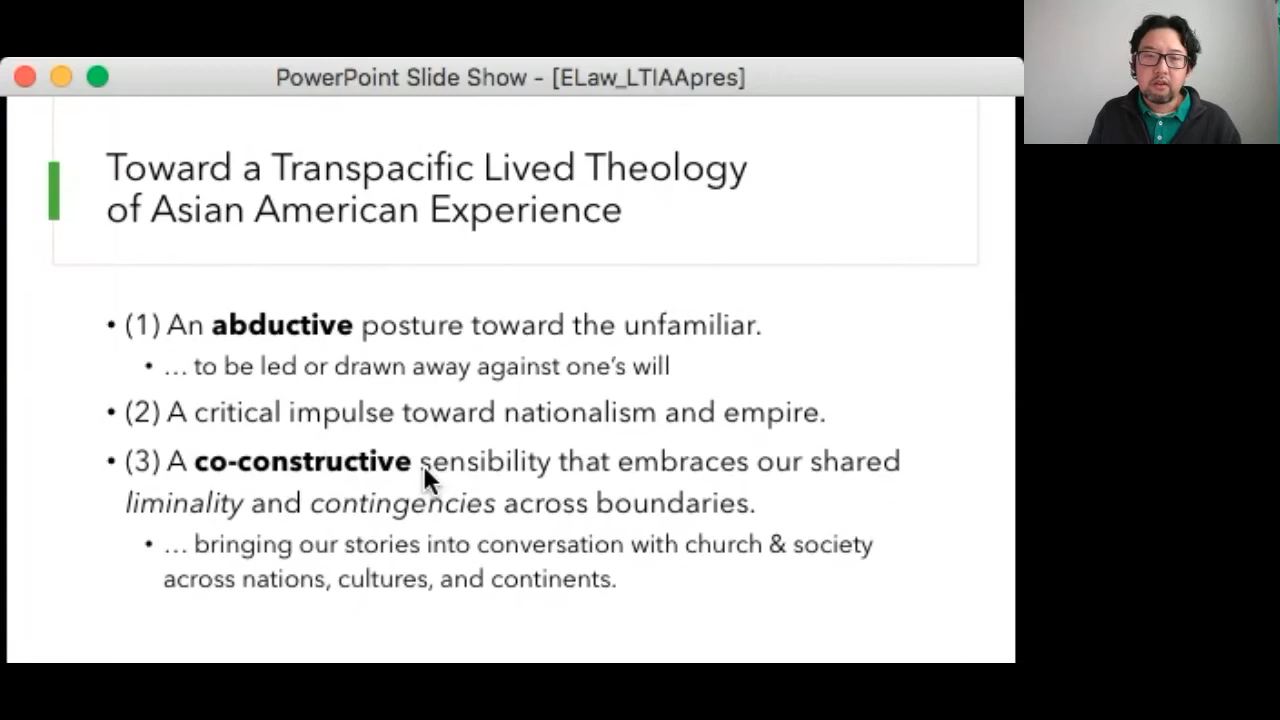 PowerPoint Slide Show - [ELaw_LTIAApres]
Toward a Transpacific Lived Theology
of Asian American Experience
• (1) An abductive posture toward the unfamiliar.
• … to be led or drawn away against one's will
• (2) A critical impulse toward nationalism and empire.
• (3) A co-constructive sensibility that embraces our shared
liminality and contingencies across boundaries.
• … bringing our stories into conversation with church & society
across nations, cultures, and continents.